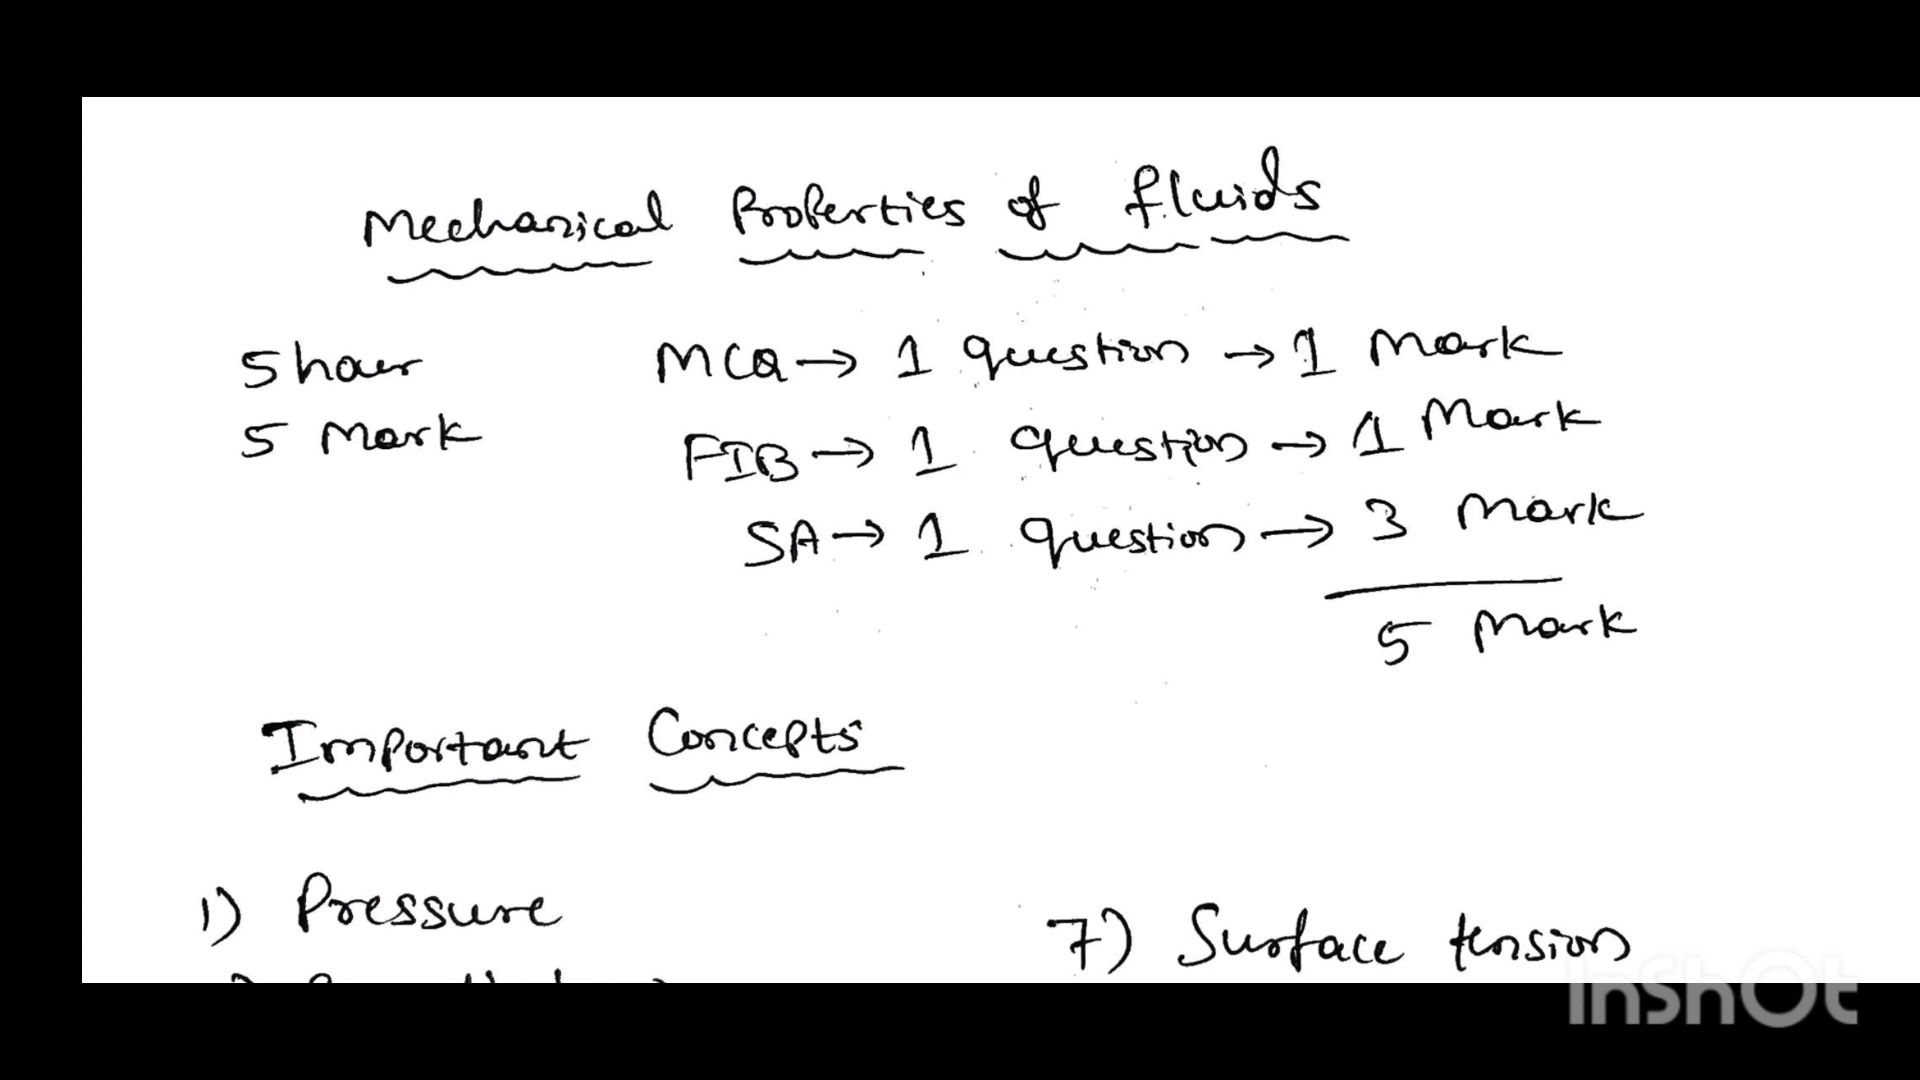 Mechanical Properties of fluids
5 hour MCQ → 1 question → 1 Mark
5 Mark FIB → 1 question → 1 Mark
SA → 1 question → 3 Mark
5 Mark
Important Concepts
1) Pressure 7) Surface tension
InShOt